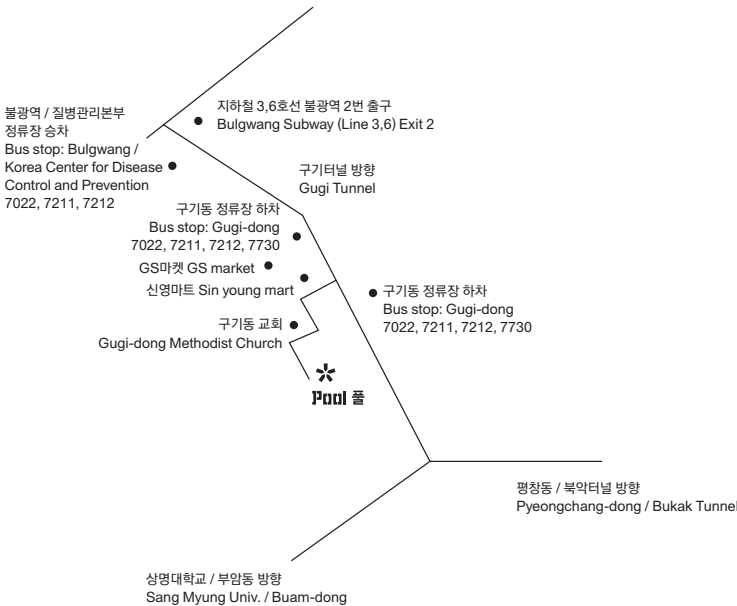 지하철 3,6호선 불광역 2번 출구
Bulgwang Subway (Line 3,6) Exit 2
불광역 / 질병관리본부
정류장 승차
Bus stop: Bulgwang /
Korea Center for Disease
Control and Prevention
7022, 7211, 7212
구기터널 방향
Gugi Tunnel
구기동 정류장 하차
Bus stop: Gugi-dong
7022, 7211, 7212, 7730
GS마켓 GS market
신영마트 Sin young mart
구기동 정류장 하차
Bus stop: Gugi-dong
7022, 7211, 7212, 7730
구기동 교회
Gugi-dong Methodist Church
Pool 풀
평창동 / 북악터널 방향
Pyeongchang-dong / Bukak Tunnel
상명대학교 / 부암동 방향
Sang Myung Univ. / Buam-dong